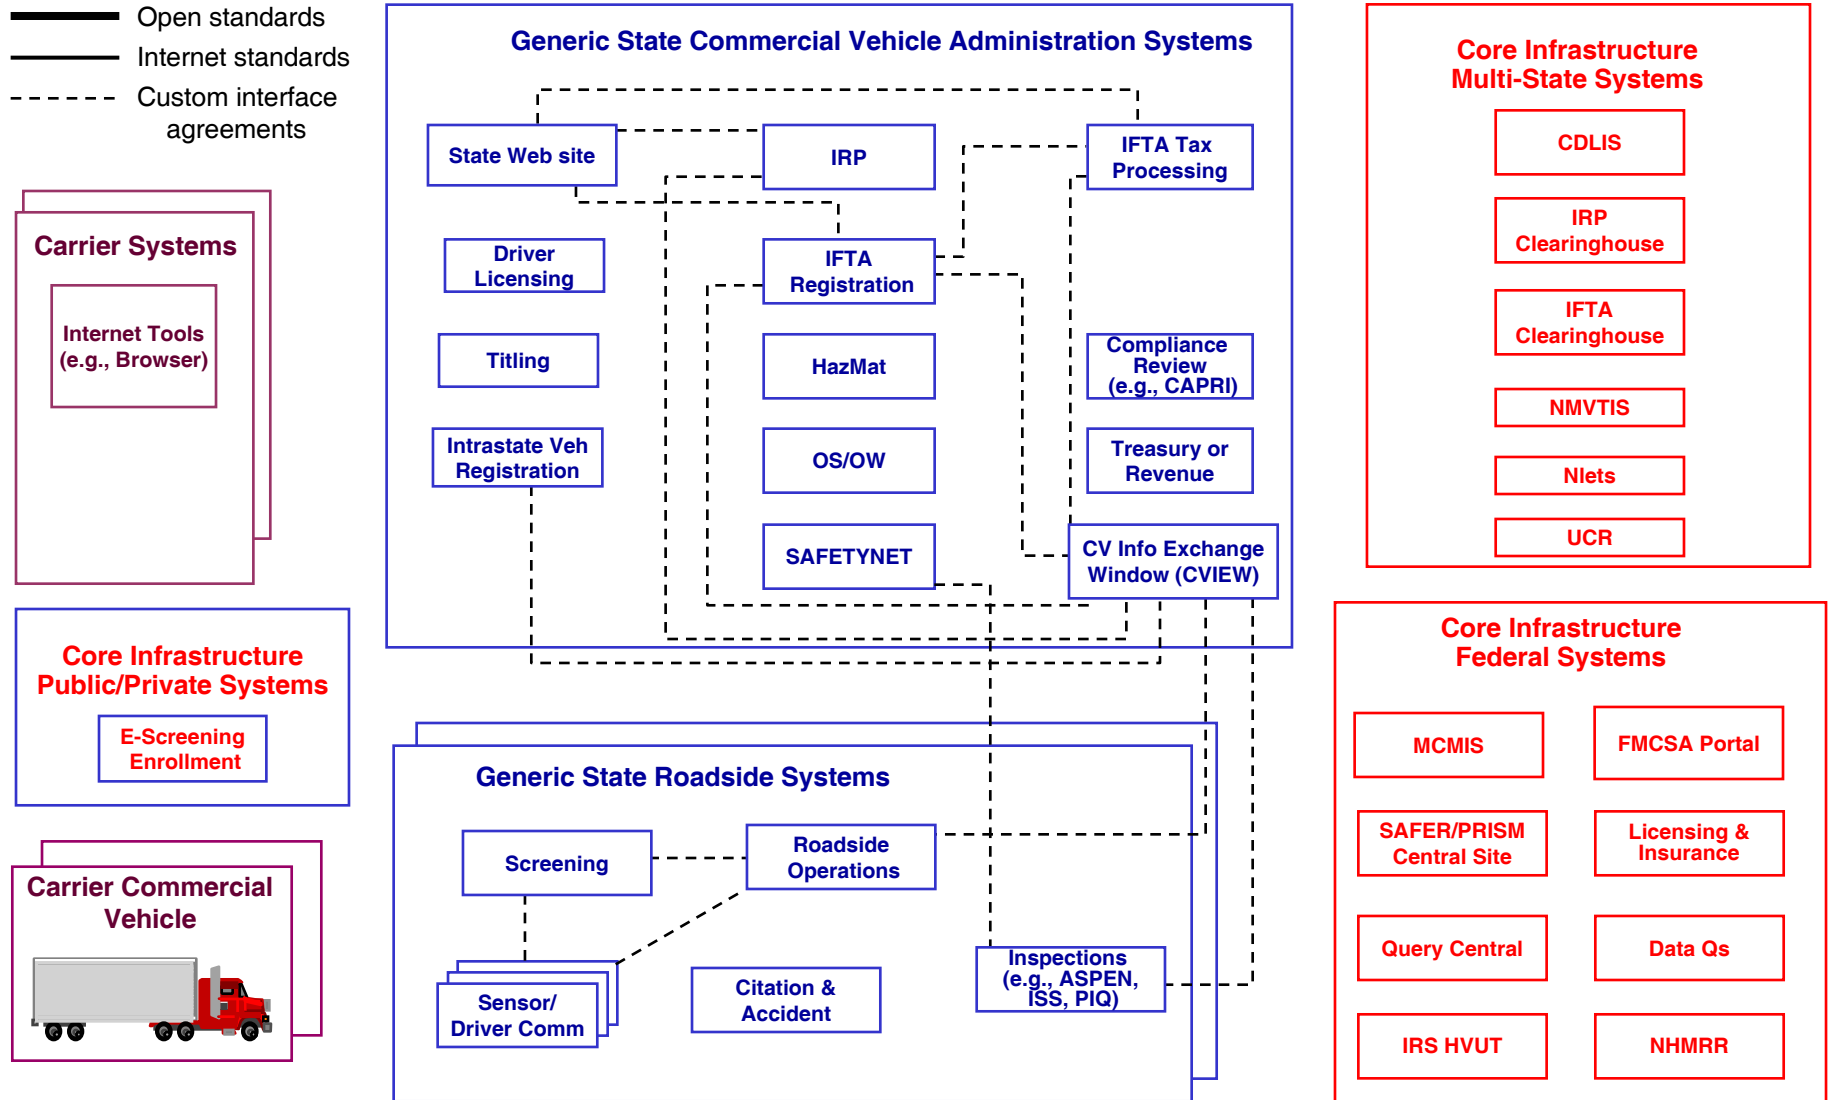 Open standards
Internet standards
Custom interface
agreements
Carrier Systems
Internet Tools
(e.g., Browser)
Core Infrastructure
Public/Private Systems
E-Screening
Enrollment
Carrier Commercial
Vehicle
Generic State Commercial Vehicle Administration Systems
State Web site
IRP
IFTA Tax
Processing
Driver
Licensing
IFTA
Registration
Titling
HazMat
Compliance
Review
(e.g., CAPRI)
Intrastate Veh
Registration
OS/OW
Treasury or
Revenue
SAFETYNET
CV Info Exchange
Window (CVIEW)
Generic State Roadside Systems
Screening
Roadside
Operations
Sensor/
Driver Comm
Citation &
Accident
Inspections
(e.g., ASPEN,
ISS, PIQ)
Core Infrastructure
Multi-State Systems
CDLIS
IRP
Clearinghouse
IFTA
Clearinghouse
NMVTIS
Nlets
UCR
Core Infrastructure
Federal Systems
MCMIS
FMCSA Portal
SAFER/PRISM
Central Site
Licensing &
Insurance
Query Central
Data Qs
IRS HVUT
NHMRR